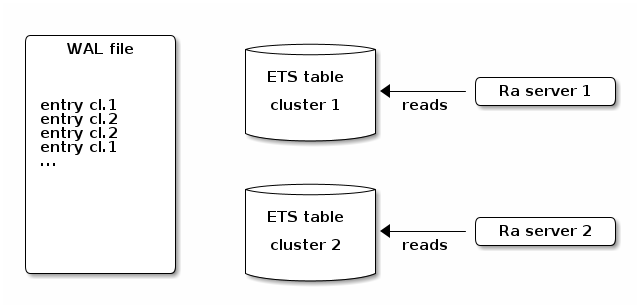 WAL file
entry cl.1
entry cl.2
entry cl.2
entry cl.1
...
ETS table
cluster 1
reads
Ra server 1
ETS table
cluster 2
reads
Ra server 2